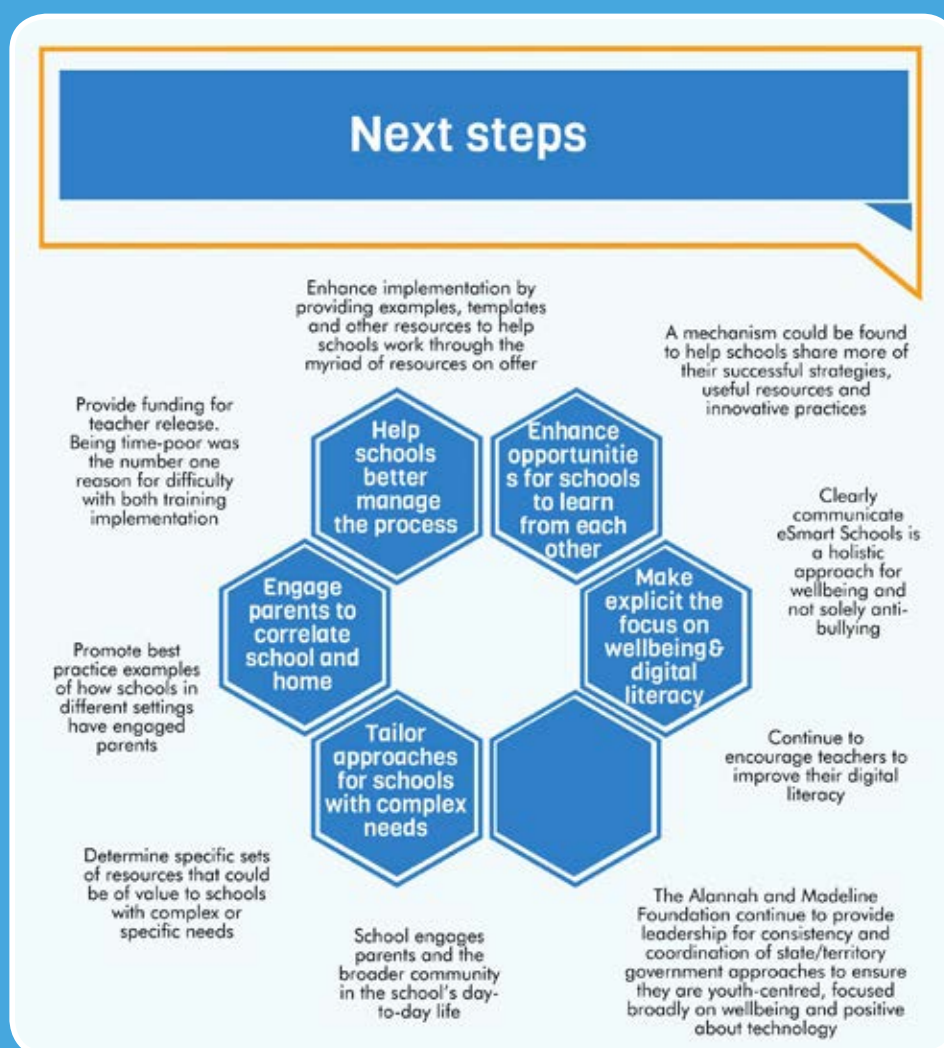 Next steps
Enhance implementation by
providing examples, templates
and other resources to help
schools work through the
myriad of resources on offer
A mechanism could be found
to help schools share more of
their successful strategies,
useful resources and
innovative practices
Provide funding for
teacher release.
Being time-poor was
the number one
reason for difficulty
with both training
implementation
Help
schools
better
manage
the process
Enhance
opportunitie
s for schools
to learn
from each
other
Clearly
communicate
eSmart Schools is
a holistic
approach for
wellbeing and
not solely anti-
bullying
Engage
parents to
correlate
school and
home
Make
explicit the
focus on
wellbeing&
digital
literacy
Promote best
practice examples
of how schools in
different settings
have engaged
parents
Tailor
approaches
for schools
with complex
needs
Continue to
encourage teachers to
improve their digital
literacy
Determine specific sets
of resources that could
be of value to schools
with complex or
specific needs
School engages
parents and the
broader community
in the school's day-
to-day life
The Alannah and Madeline
Foundation continue to provide
leadership for consistency and
coordination of state/territory
government approaches to ensure
they are youth-centred, focused
broadly on wellbeing and positive
about technology